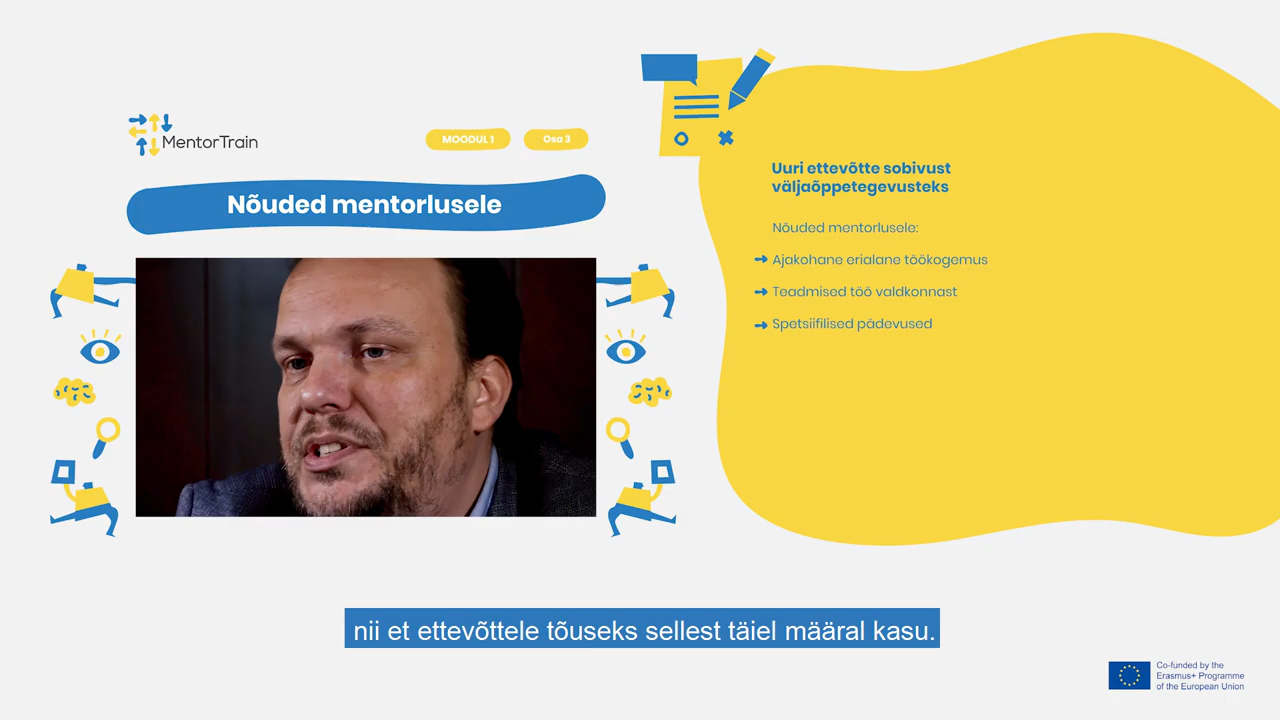 MentorTrain
MOODUL 1
Osa 3
Nõuded mentorlusele
Uuri ettevõtte sobivust
väljaõppetegevusteks
Nõuded mentorlusele:
Ajakohane erialane töökogemus
Teadmised töö valdkonnast
Spetsiifilised pädevused
nii et ettevõttele tõuseks sellest täiel määral kasu.
Co-funded by the
Erasmus+ Programme
of the European Union